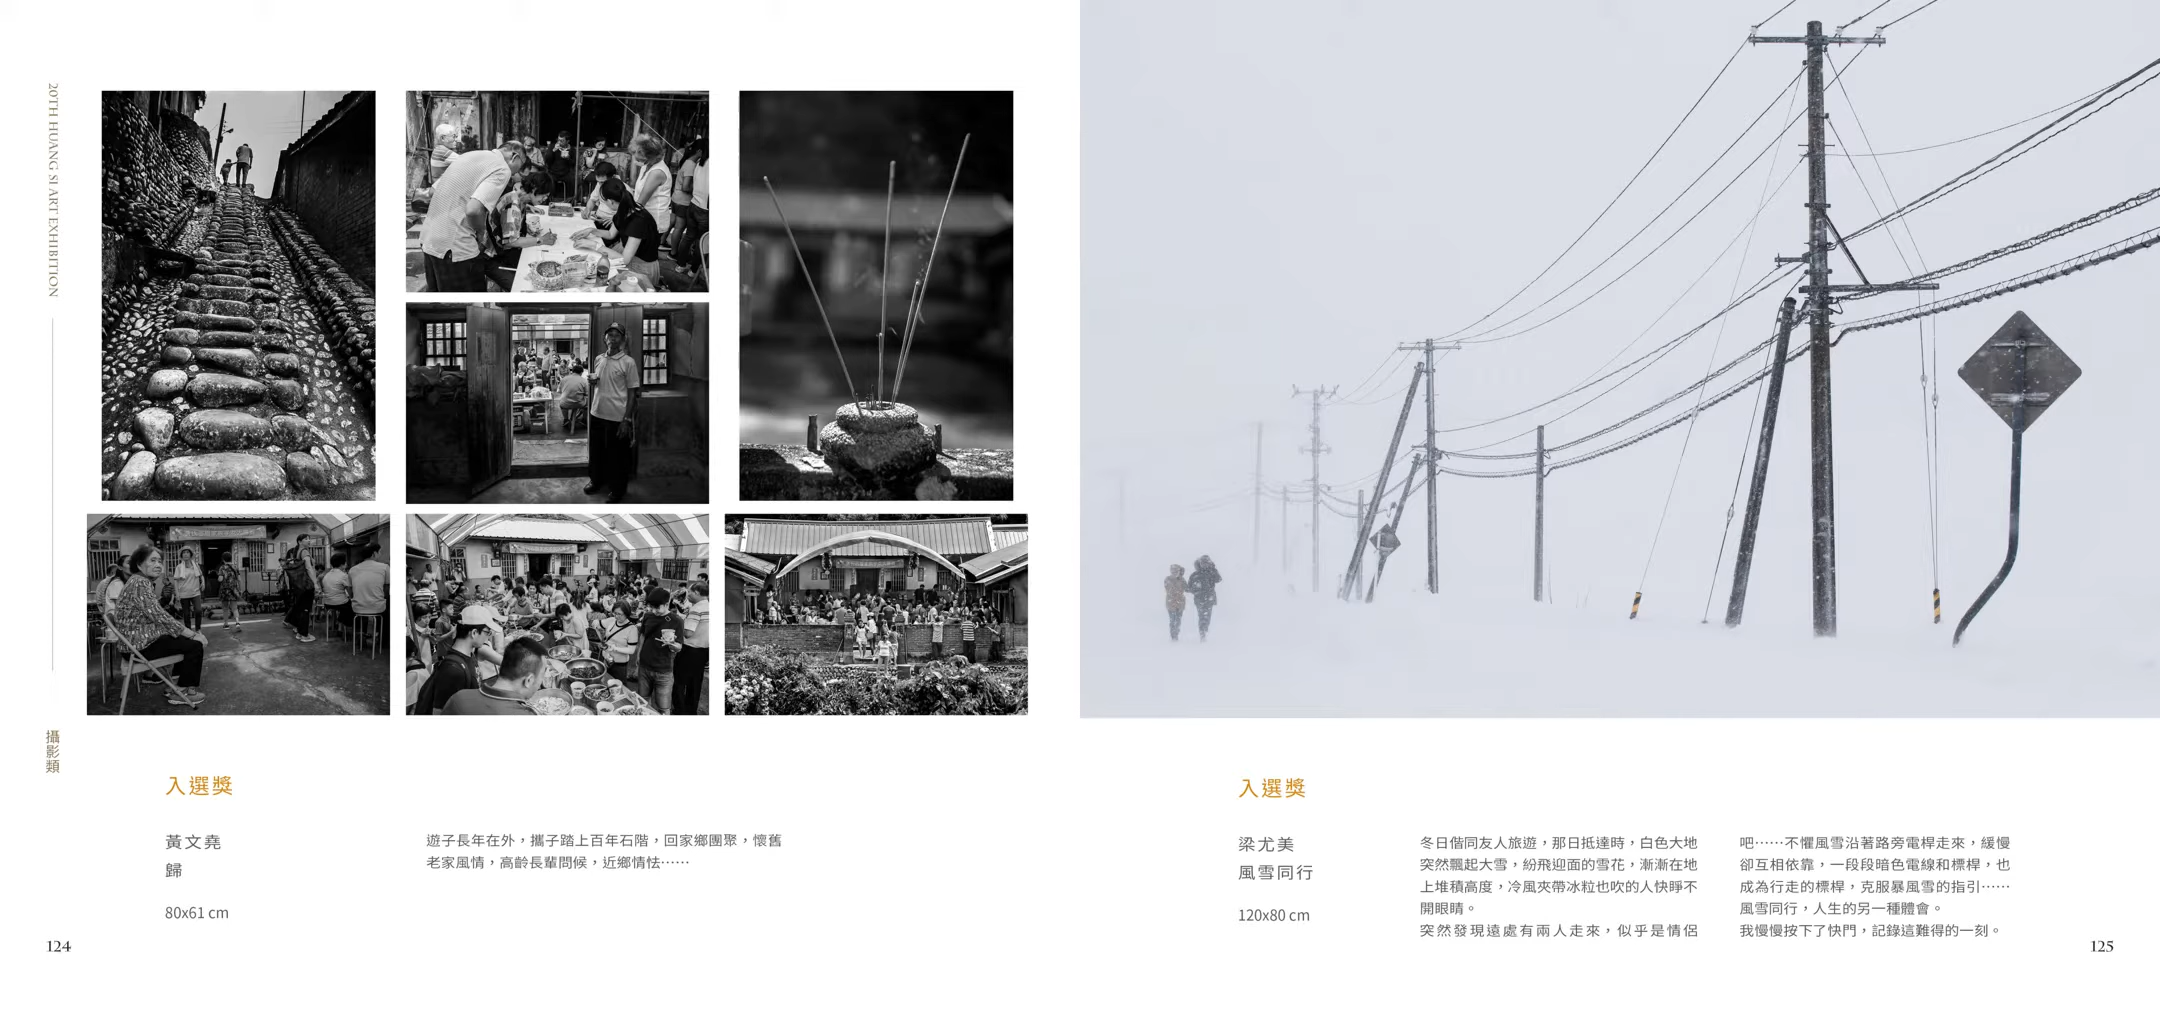 20TH HUANG SI ART EXHIBITION
攝影類
入選獎
黃文堯
歸
80x61 cm
遊子長年在外，攜子踏上百年石階，回家鄉團聚，懷舊
老家風情，高齡長輩問候，近鄉情怯……
124
入選獎
梁尤美
風雪同行
120x80 cm
冬日偕同友人旅遊，那日抵達時，白色大地
突然飄起大雪，紛飛迎面的雪花，漸漸在地
上堆積高度，冷風夾帶冰粒也吹的人快睜不
開眼睛。
突然發現遠處有兩人走來，似乎是情侶
吧……不懼風雪沿著路旁電桿走來，緩慢
卻互相依靠，一段段暗色電線和標桿，也
成為行走的標桿，克服暴風雪的指引……
風雪同行，人生的另一種體會。
我慢慢按下了快門，記錄這難得的一刻。
125